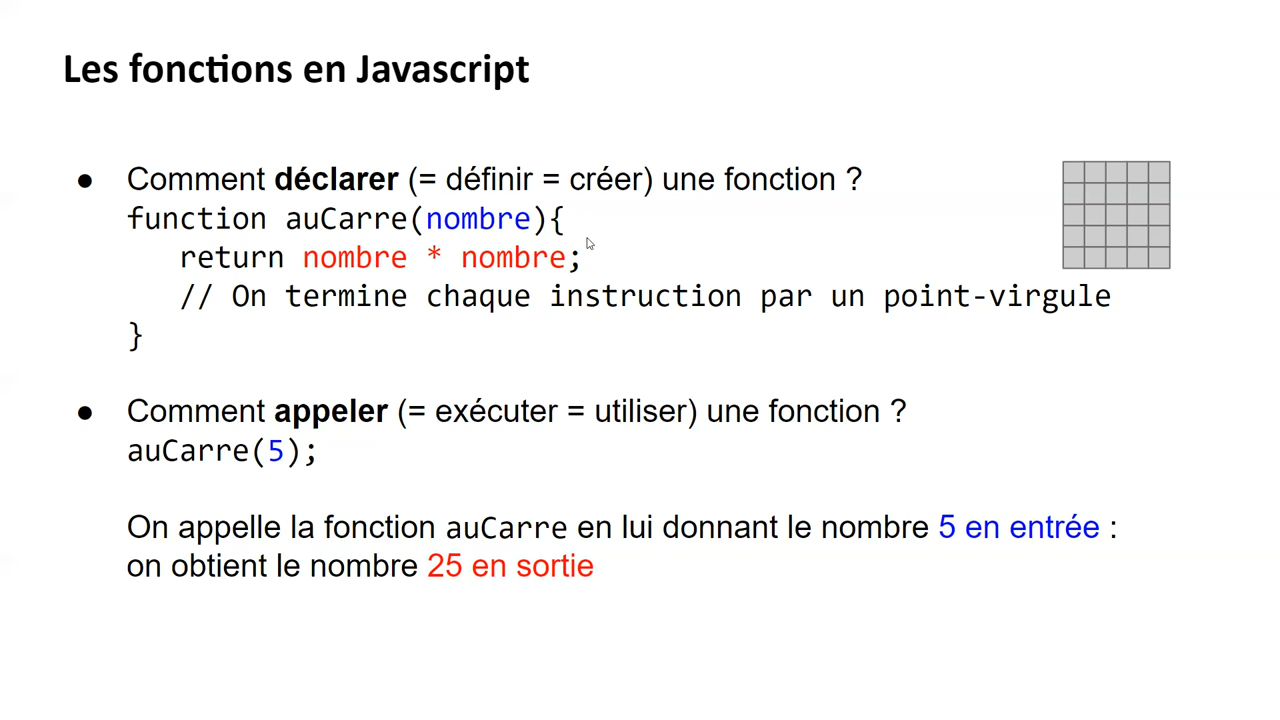 Les fonctions en Javascript
● Comment déclarer (= définir = créer) une fonction ?
function auCarre(nombre){
return nombre * nombre;
// On termine chaque instruction par un point-virgule
}
● Comment appeler (= exécuter = utiliser) une fonction ?
auCarre(5);
On appelle la fonction auCarre en lui donnant le nombre 5 en entrée :
on obtient le nombre 25 en sortie